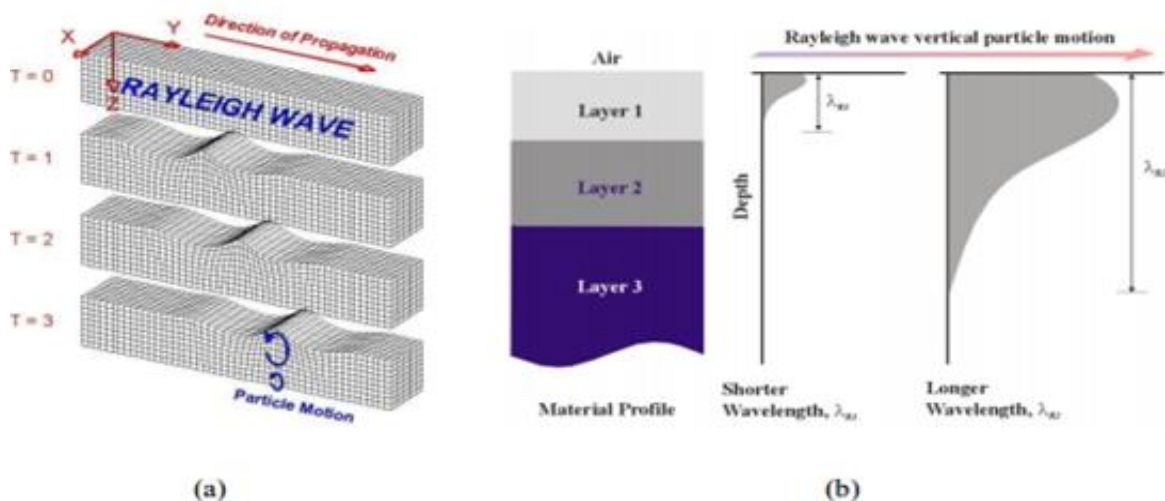 X
Y
Z
Direction of Propagation
T = 0
RAYLEIGH WAVE
T = 1
T = 2
T = 3
Particle Motion
(a)
Rayleigh wave vertical particle motion
Air
Layer 1
Layer 2
Layer 3
Material Profile
Depth
Shorter
Wavelength,
Longer
Wavelength,
(b)